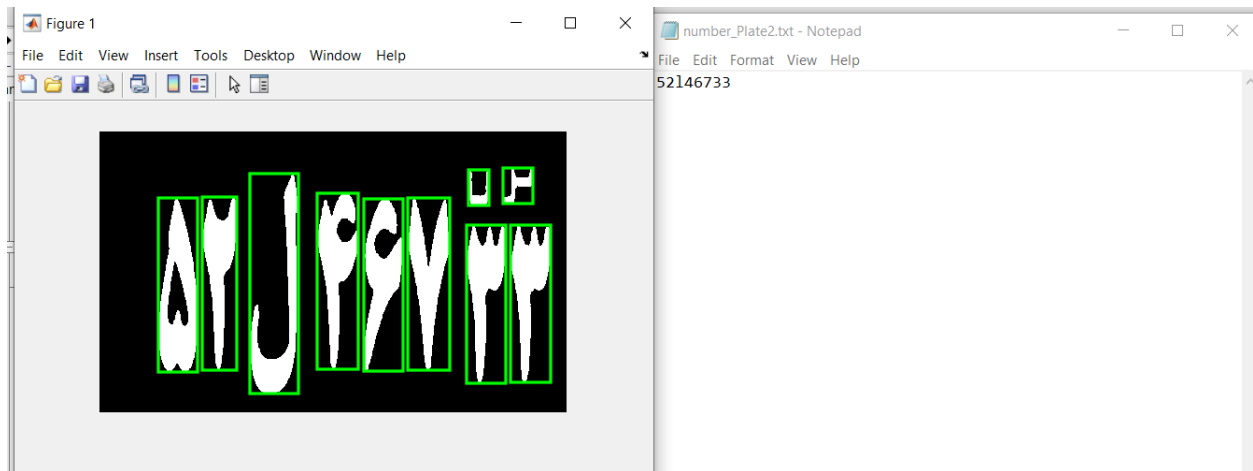 Figure 1
File Edit View Insert Tools Desktop Window Help
۵۲ ل ۴۶۷ ۳۳
number_Plate2.txt - Notepad
File Edit Format View Help
52l46733